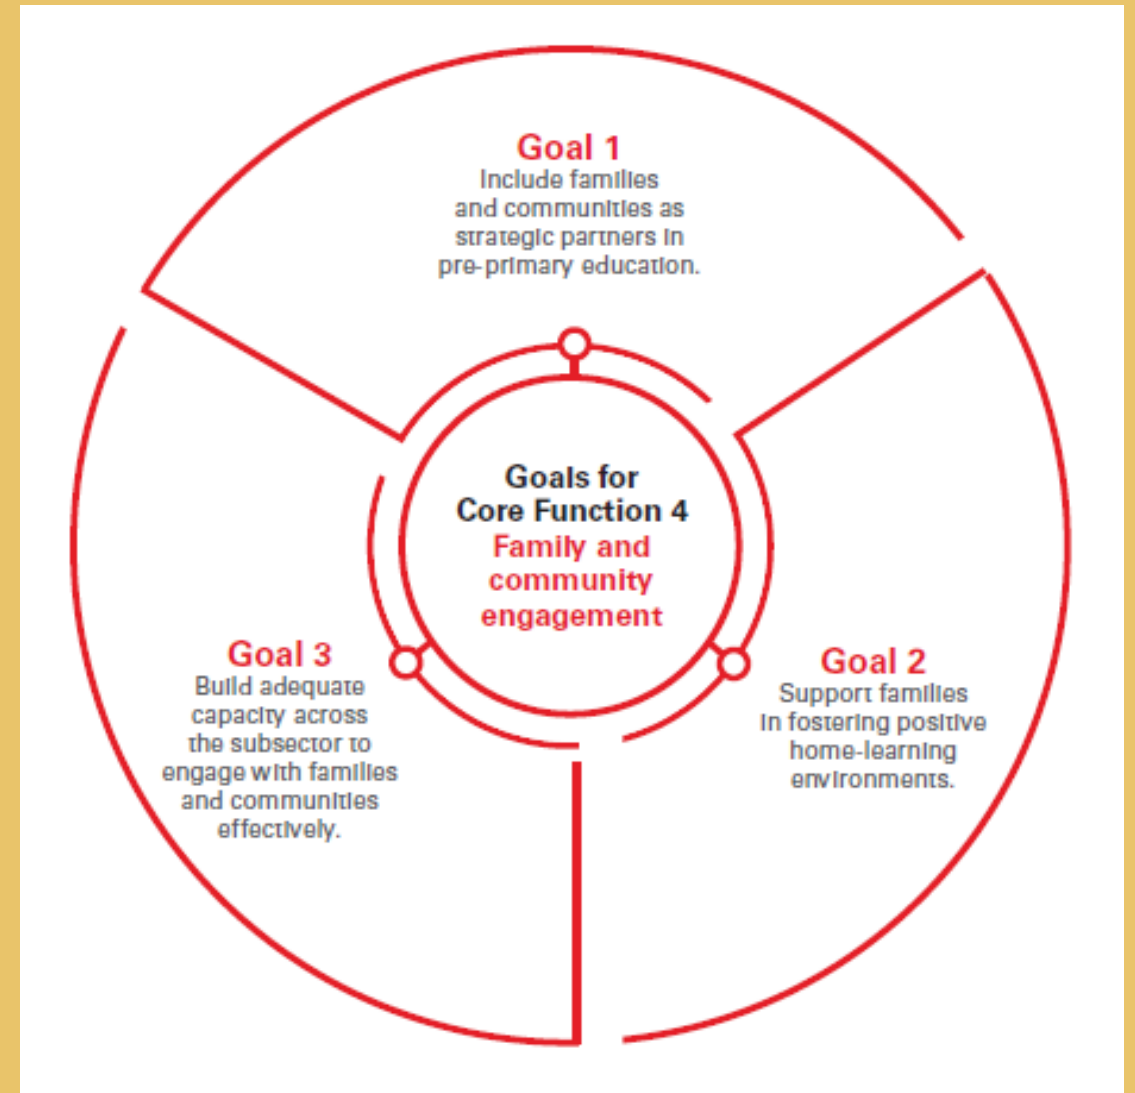 Goal 1
Include families
and communities as
strategic partners in
pre-primary education.
Goals for
Core Function 4
Family and
community
engagement
Goal 2
Support families
in fostering positive
home-learning
environments.
Goal 3
Build adequate
capacity across
the subsector to
engage with families
and communities
effectively.